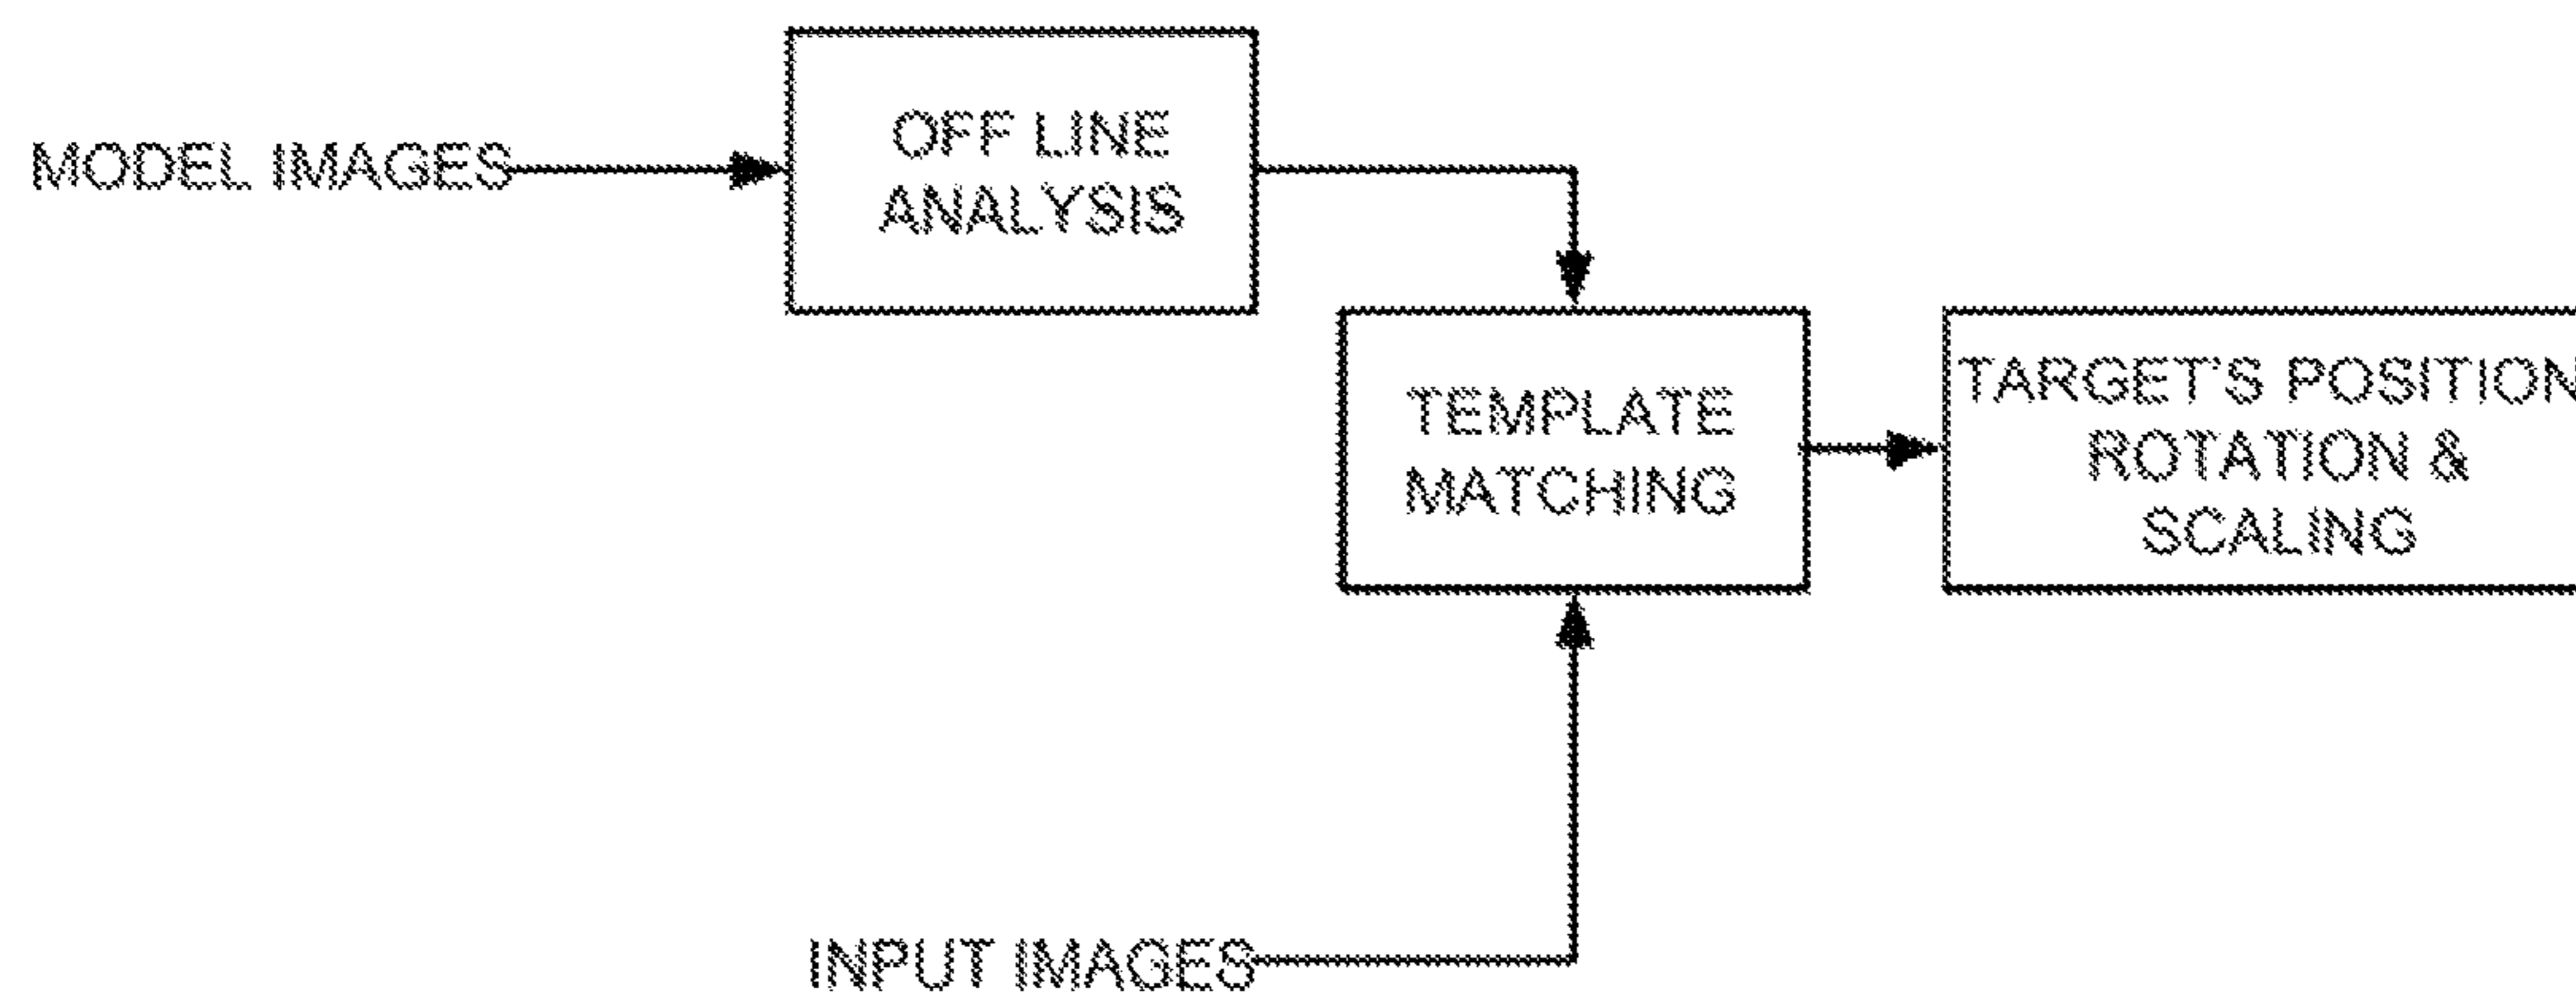 MODEL IMAGES
OFF LINE
ANALYSIS
TEMPLATE
MATCHING
TARGET'S POSITION
ROTATION &
SCALING
INPUT IMAGES